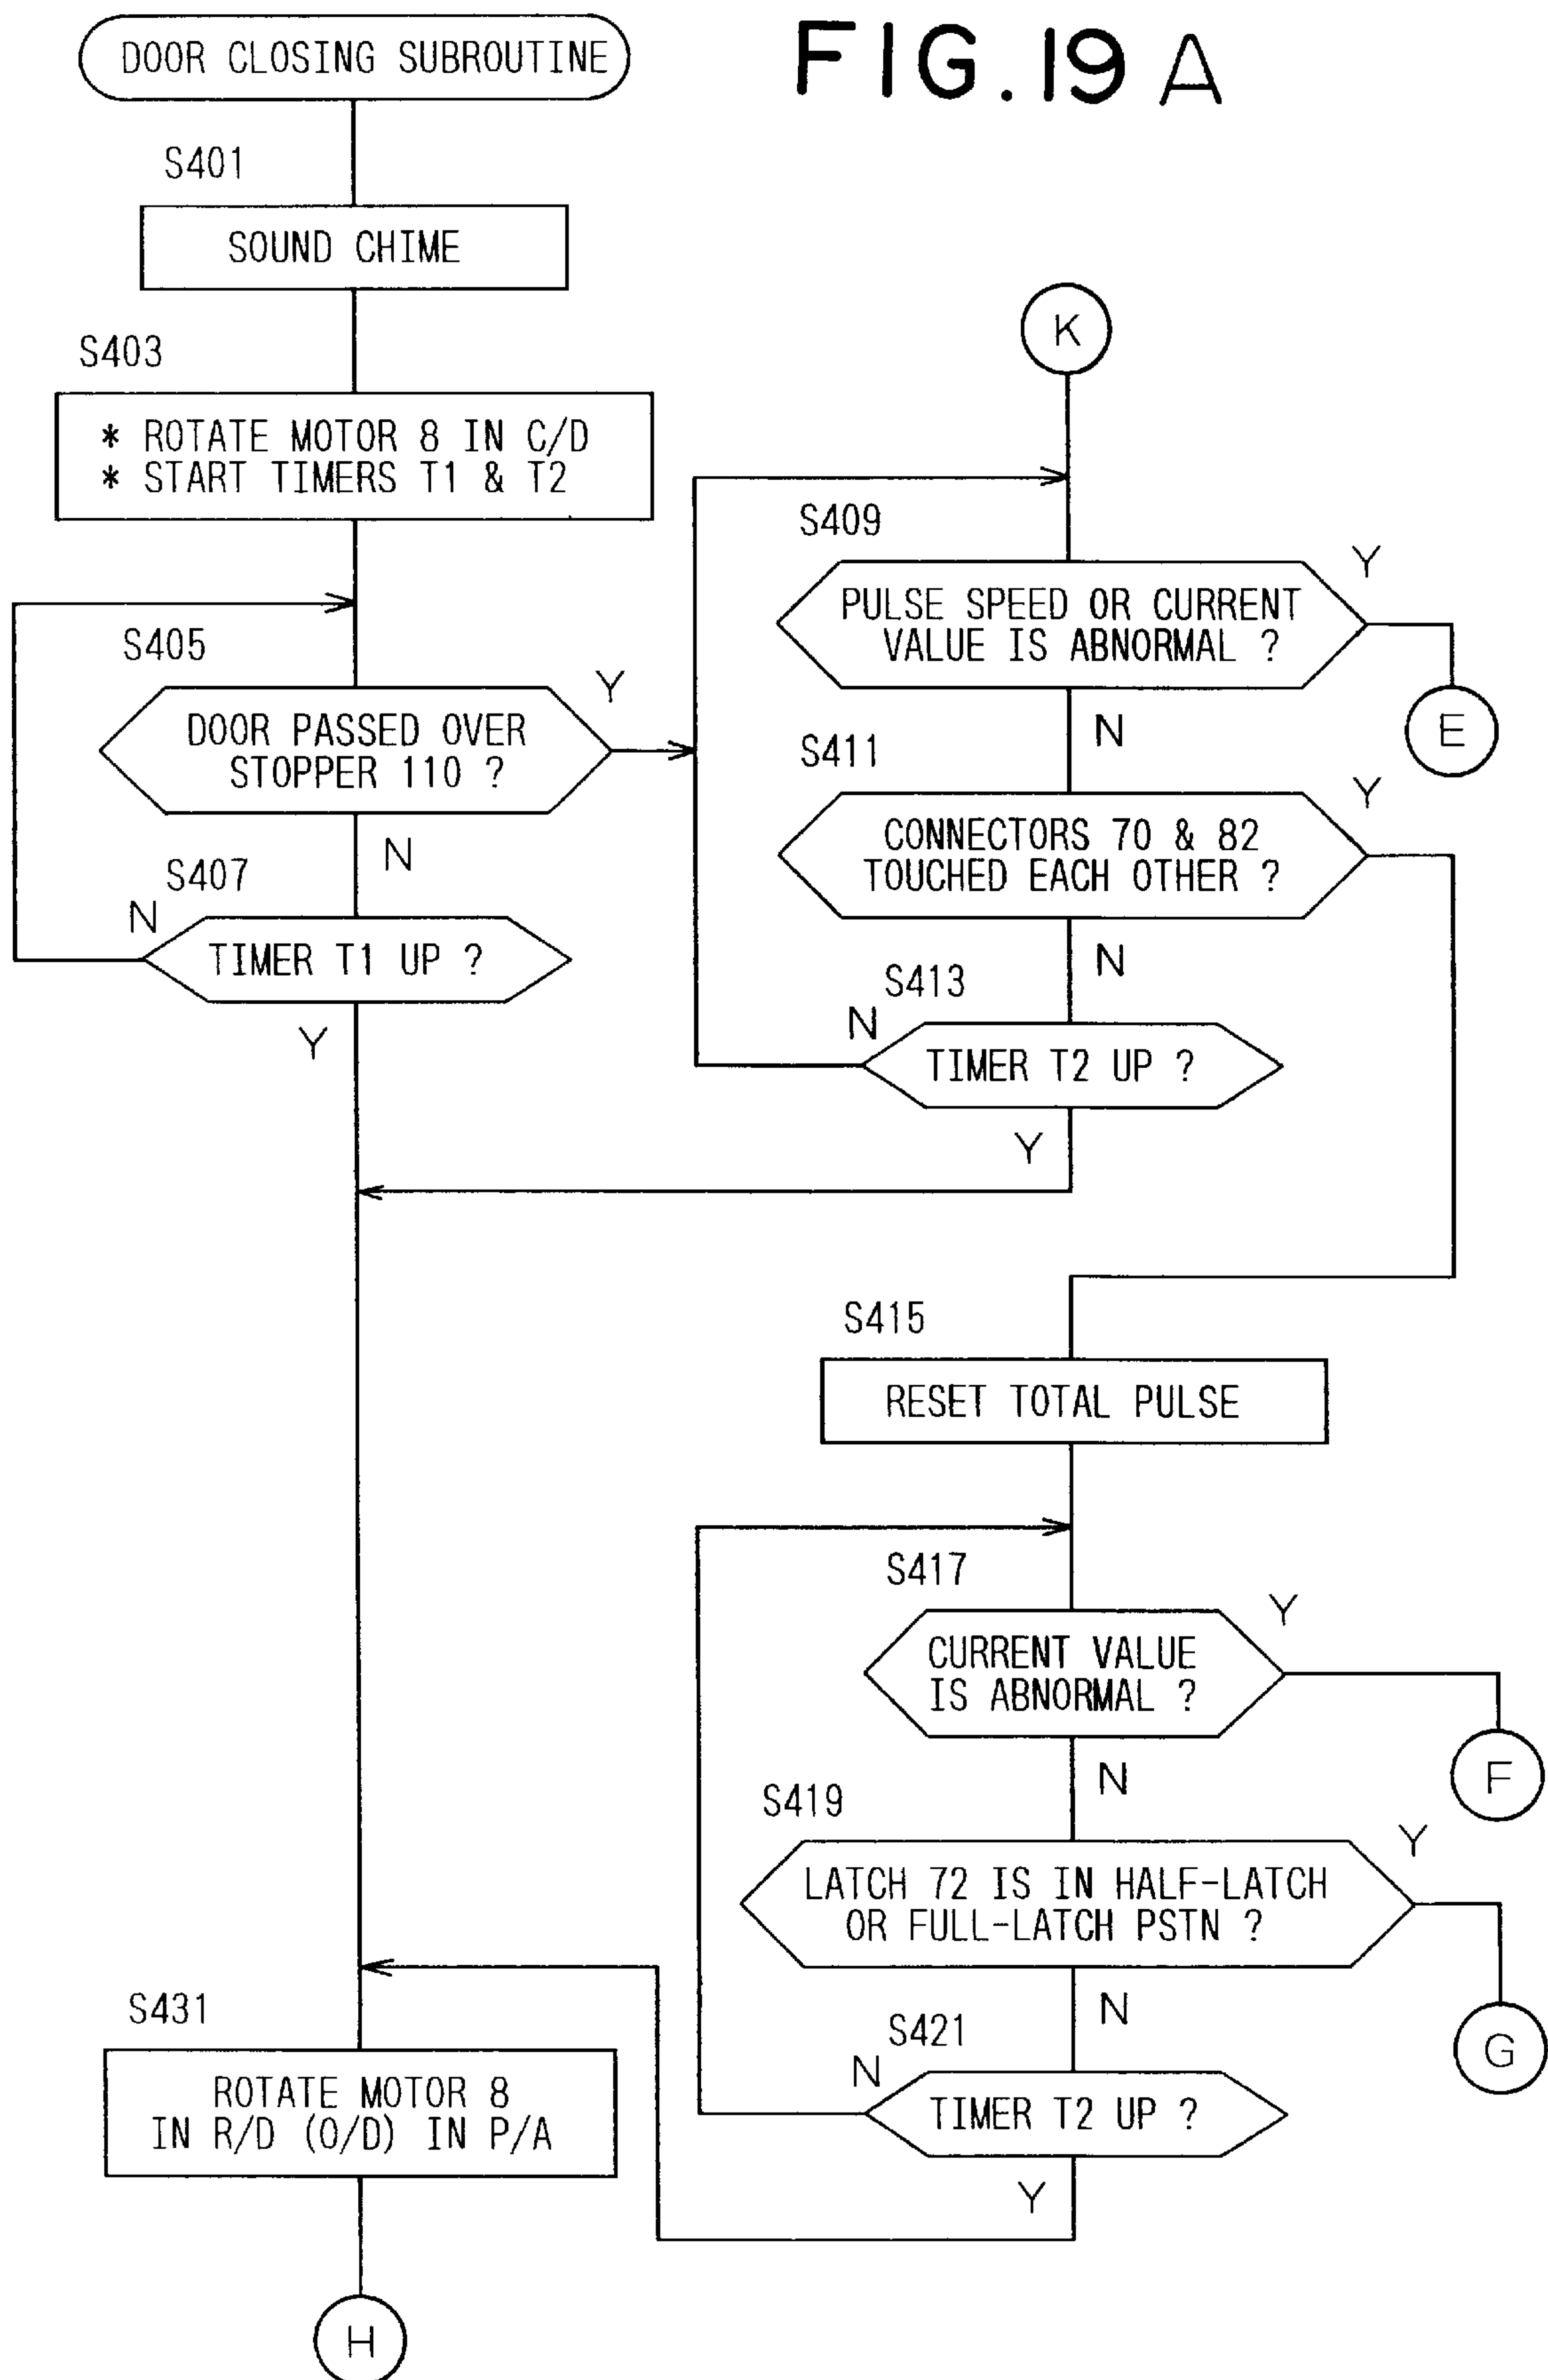 FIG.19A
DOOR CLOSING SUBROUTINE
S401
SOUND CHIME
S403
* ROTATE MOTOR 8 IN C/D
* START TIMERS T1 & T2
S405
DOOR PASSED OVER
STOPPER 110 ?
Y
N
S407
N
TIMER T1 UP ?
Y
K
S409
PULSE SPEED OR CURRENT
VALUE IS ABNORMAL ?
Y
E
N
S411
CONNECTORS 70 & 82
TOUCHED EACH OTHER ?
Y
N
S413
N
TIMER T2 UP ?
Y
S415
RESET TOTAL PULSE
S417
CURRENT VALUE
IS ABNORMAL ?
Y
F
N
S419
LATCH 72 IS IN HALF-LATCH
OR FULL-LATCH PSTN ?
Y
G
N
S421
N
TIMER T2 UP ?
Y
S431
ROTATE MOTOR 8
IN R/D (O/D) IN P/A
H